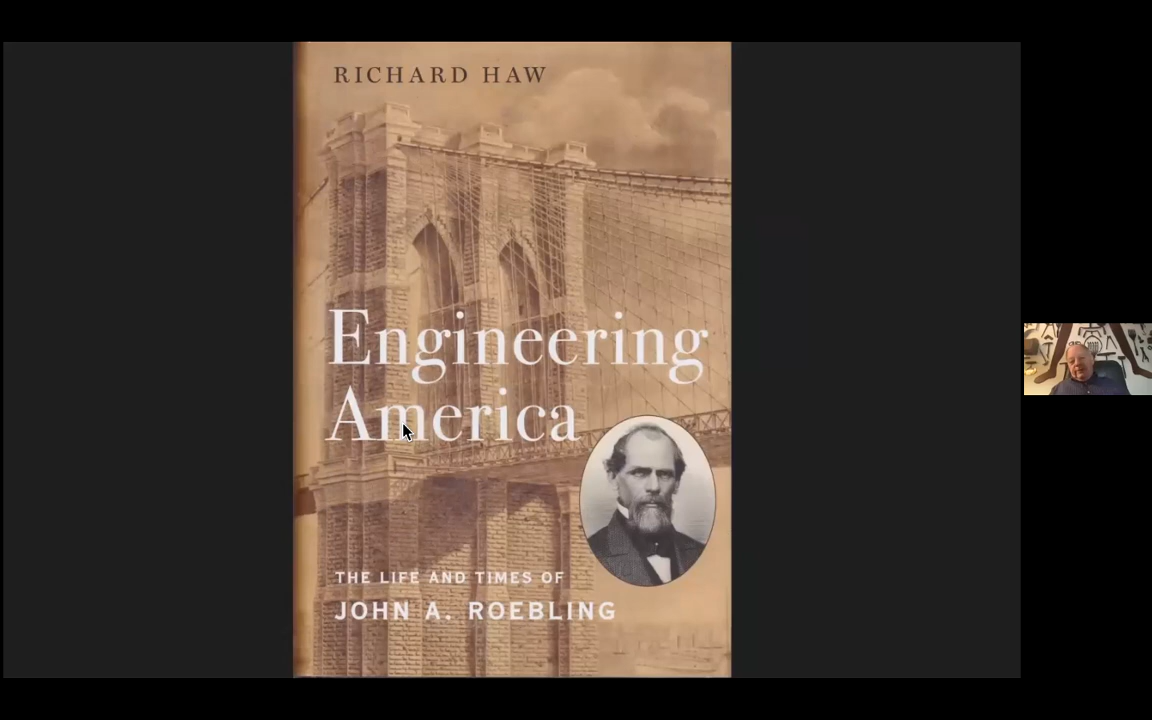 RICHARD HAW
Engineering
America
THE LIFE AND TIMES OF
JOHN A. ROEBLING